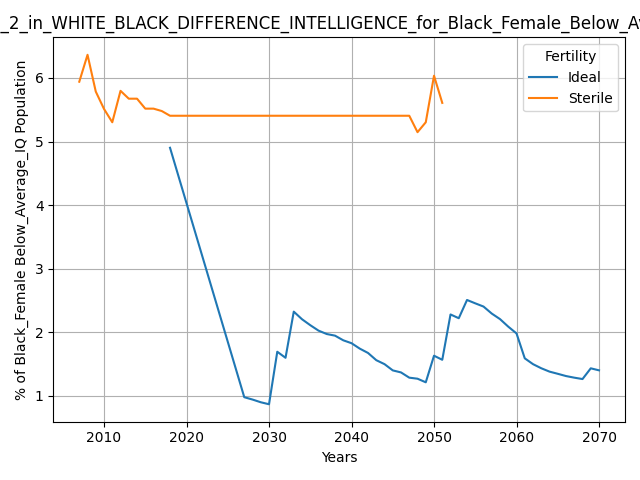 _2_in_WHITE_BLACK_DIFFERENCE_INTELLIGENCE_for_Black_Female_Below_A
Fertility
Ideal
Sterile
% of Black_Female Below_Average_IQ Population
6
5
4
3
2
1
2010 2020 2030 2040 2050 2060 2070
Years